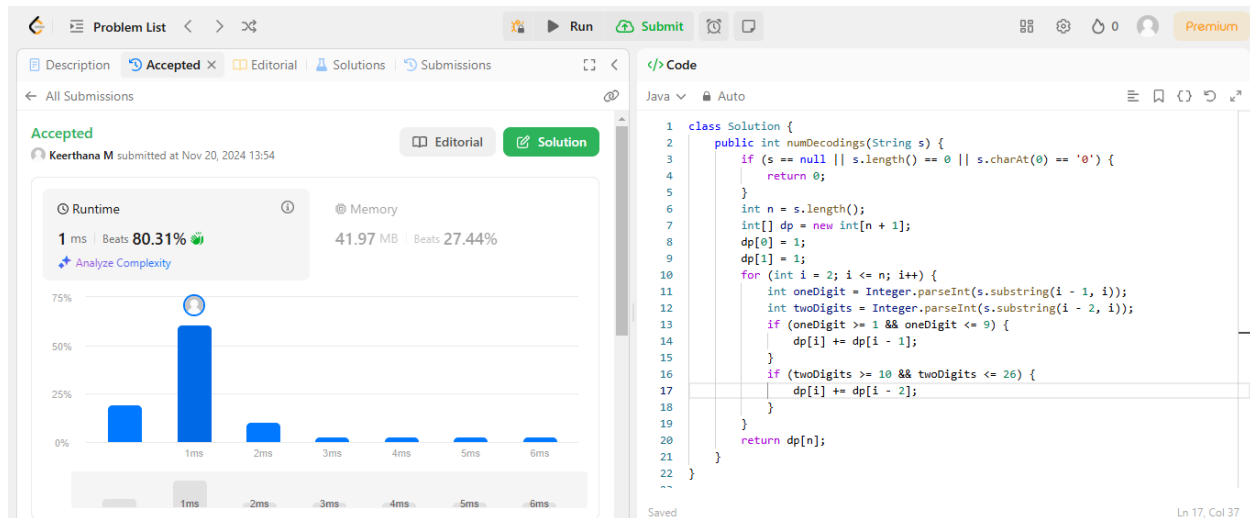 Problem List
Run
Submit
0
Premium
Description
Accepted
Editorial
Solutions
Submissions
All Submissions
Accepted
Keerthana M submitted at Nov 20, 2024 13:54
Editorial
Solution
Runtime
1 ms Beats 80.31%
Analyze Complexity
Memory
41.97 MB Beats 27.44%
75%
50%
25%
0%
1ms 2ms 3ms 4ms 5ms 6ms
1ms 2ms 3ms 4ms 5ms 6ms
</> Code
Java Auto
1 class Solution {
2 public int numDecodings(String s) {
3 if (s == null || s.length() == 0 || s.charAt(0) == '0') {
4 return 0;
5 }
6 int n = s.length();
7 int[] dp = new int[n + 1];
8 dp[0] = 1;
9 dp[1] = 1;
10 for (int i = 2; i <= n; i++) {
11 int oneDigit = Integer.parseInt(s.substring(i - 1, i));
12 int twoDigits = Integer.parseInt(s.substring(i - 2, i));
13 if (oneDigit >= 1 && oneDigit <= 9) {
14 dp[i] += dp[i - 1];
15 }
16 if (twoDigits >= 10 && twoDigits <= 26) {
17 dp[i] += dp[i - 2];
18 }
19 }
20 return dp[n];
21 }
22 }
Saved
Ln 17, Col 37